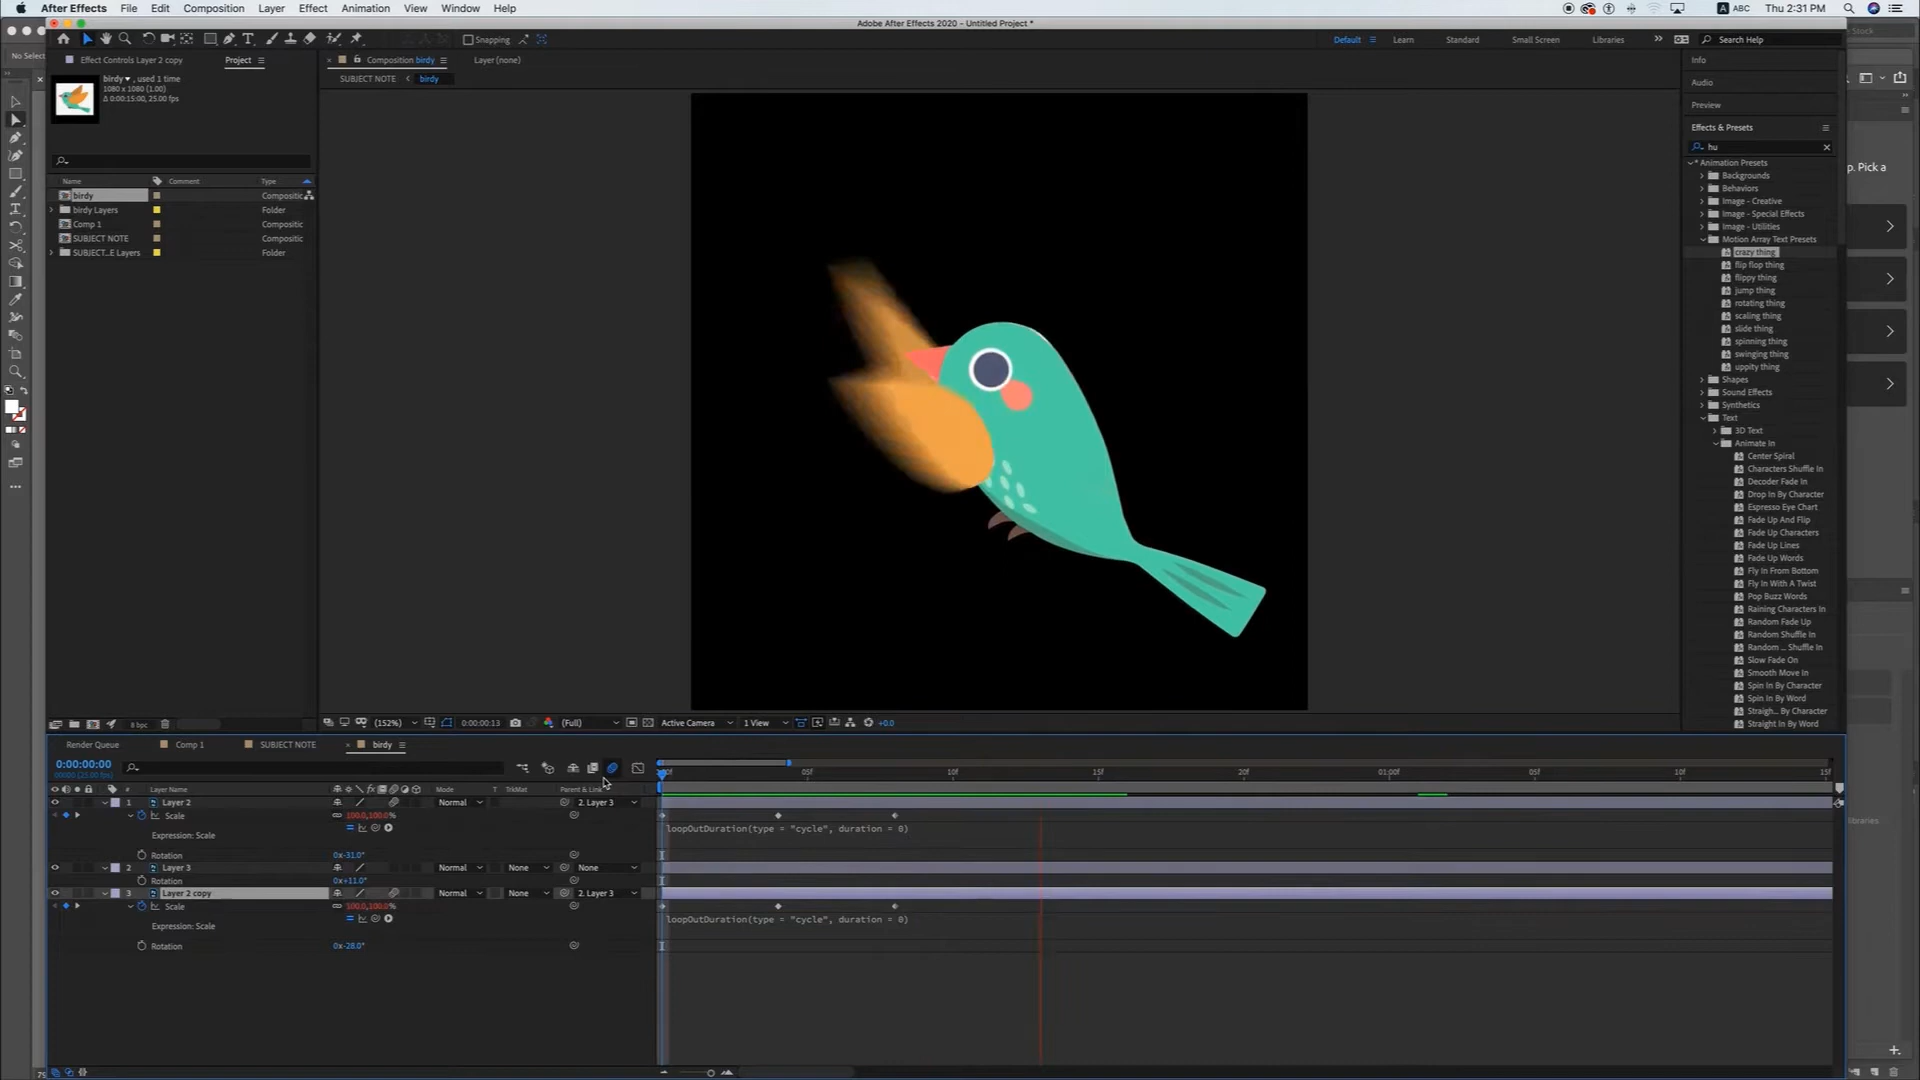 After Effects File Edit Composition Layer Effect Animation View Window Help
ABC Thu 2:31 PM
Adobe After Effects 2020 - Untitled Project *
No Selec
Snapping
Default Learn Standard Small Screen Libraries
Search Help
Effect Controls Layer 2 copy Project
Composition birdy Layer (none)
SUBJECT NOTE birdy
birdy , used 1 time
1080 x 1080 (1.00)
Δ 0:00:15:00, 25.00 fps
Name Comment Type
birdy Compositic
birdy Layers Folder
Comp 1 Compositic
SUBJECT NOTE Compositic
SUBJECT...E Layers Folder
8 bpc
(152%) 0:00:00:13 (Full) Active Camera 1 View +0.0
Info
Audio
Preview
Effects & Presets
hu
* Animation Presets
Backgrounds
Behaviors
Image - Creative
Image - Special Effects
Image - Utilities
Motion Array Text Presets
crazy thing
flip flop thing
flippy thing
jump thing
rotating thing
scaling thing
slide thing
spinning thing
swinging thing
uppity thing
Shapes
Sound Effects
Synthetics
Text
3D Text
Animate In
Center Spiral
Characters Shuffle In
Decoder Fade In
Drop In By Character
Espresso Eye Chart
Fade Up And Flip
Fade Up Characters
Fade Up Lines
Fade Up Words
Fly In From Bottom
Fly In With A Twist
Pop Buzz Words
Raining Characters In
Random Fade Up
Random Shuffle In
Random ... Shuffle In
Slow Fade On
Smooth Move In
Spin In By Character
Spin In By Word
Straigh... By Character
Straight In By Word
Stock
p. Pick a
libraries
Render Queue Comp 1 SUBJECT NOTE birdy
0:00:00:00
00000 (25.00 fps)
05f 10f 15f 20f 01:00f 05f 10f 15f
# Layer Name Mode T TrkMat Parent & Link
1 Layer 2 Normal 2. Layer 3
Scale 100.0,100.0%
Expression: Scale loopOutDuration(type = "cycle", duration = 0)
Rotation 0x-31.0°
2 Layer 3 Normal None None
Rotation 0x+11.0°
3 Layer 2 copy Normal None 2. Layer 3
Scale 100.0,100.0%
Expression: Scale loopOutDuration(type = "cycle", duration = 0)
Rotation 0x-28.0°